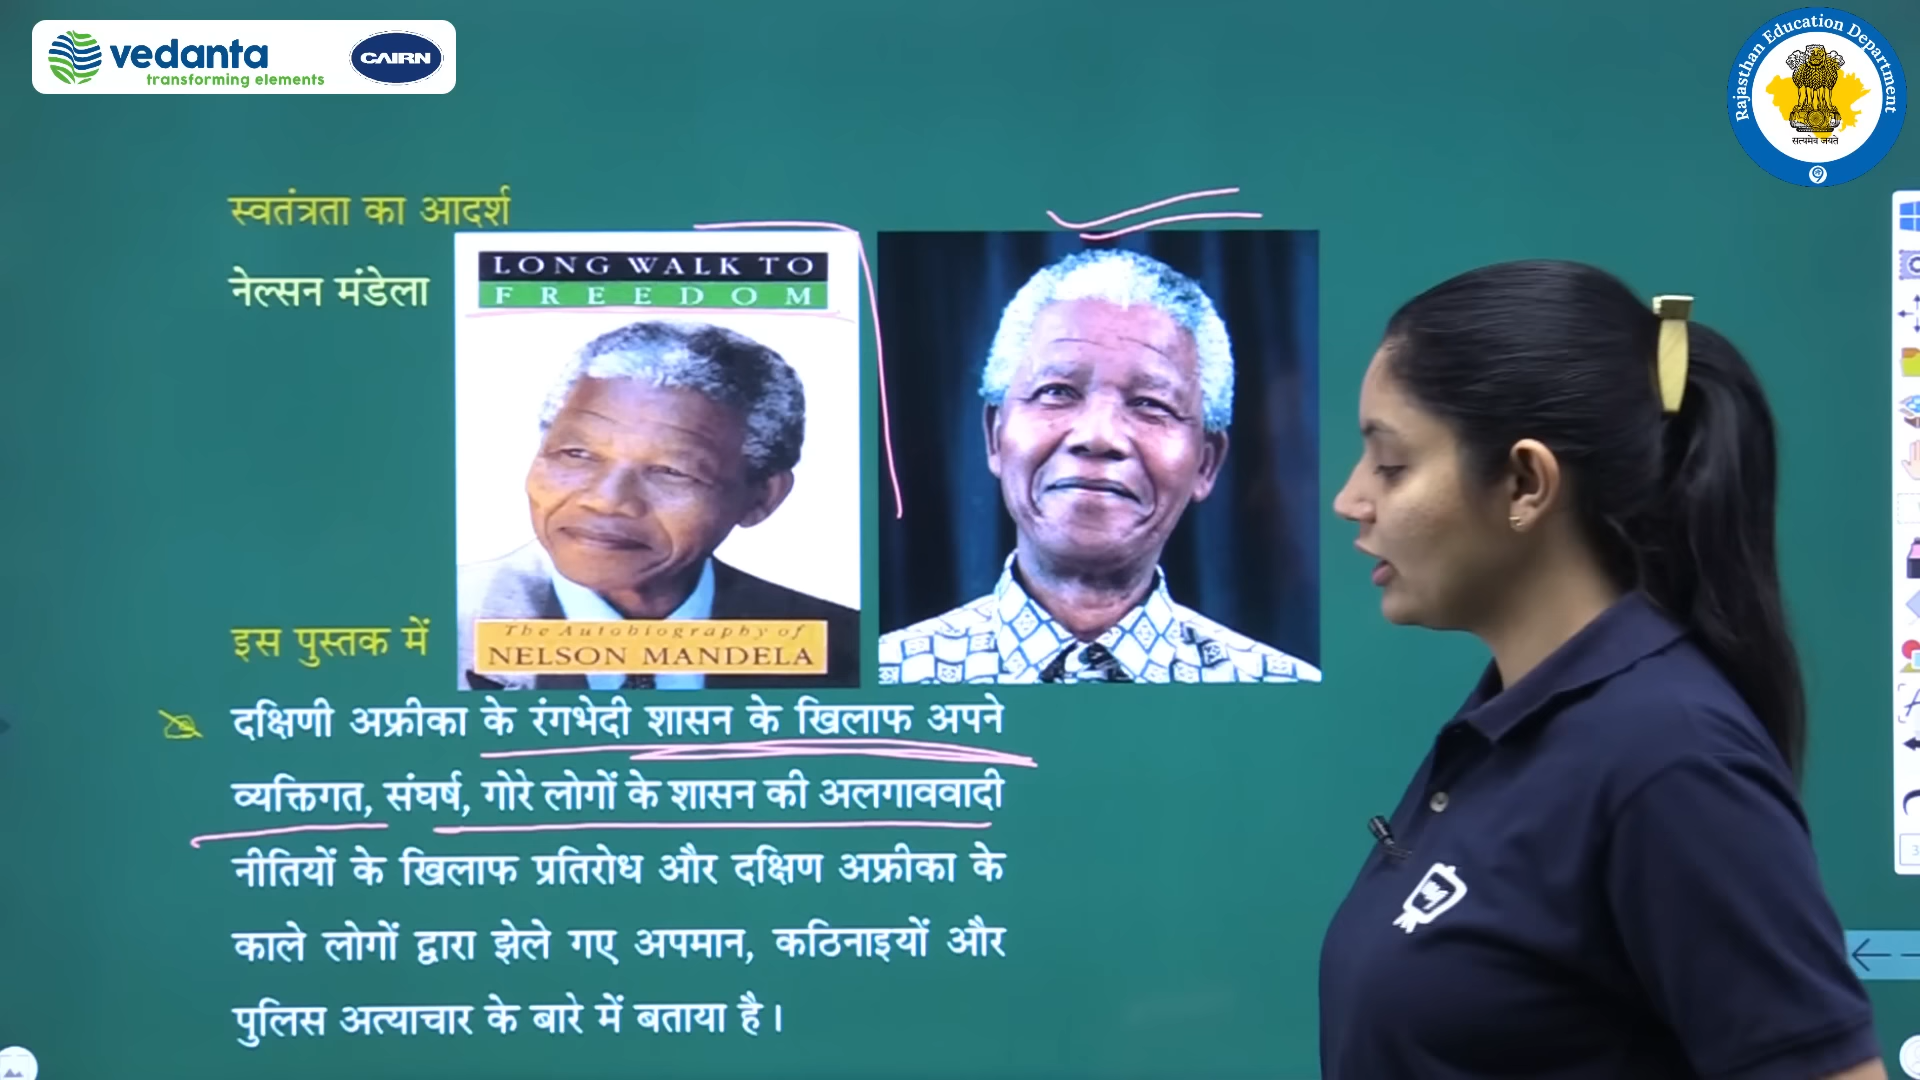 vedanta
transforming elements
CAIRN
Rajasthan Education Department
सत्यमेव जयते
स्वतंत्रता का आदर्श
नेल्सन मंडेला
LONG WALK TO
FREEDOM
The Autobiography of
NELSON MANDELA
इस पुस्तक में
दक्षिणी अफ्रीका के रंगभेदी शासन के खिलाफ अपने
व्यक्तिगत, संघर्ष, गोरे लोगों के शासन की अलगाववादी
नीतियों के खिलाफ प्रतिरोध और दक्षिण अफ्रीका के
काले लोगों द्वारा झेले गए अपमान, कठिनाइयों और
पुलिस अत्याचार के बारे में बताया है।